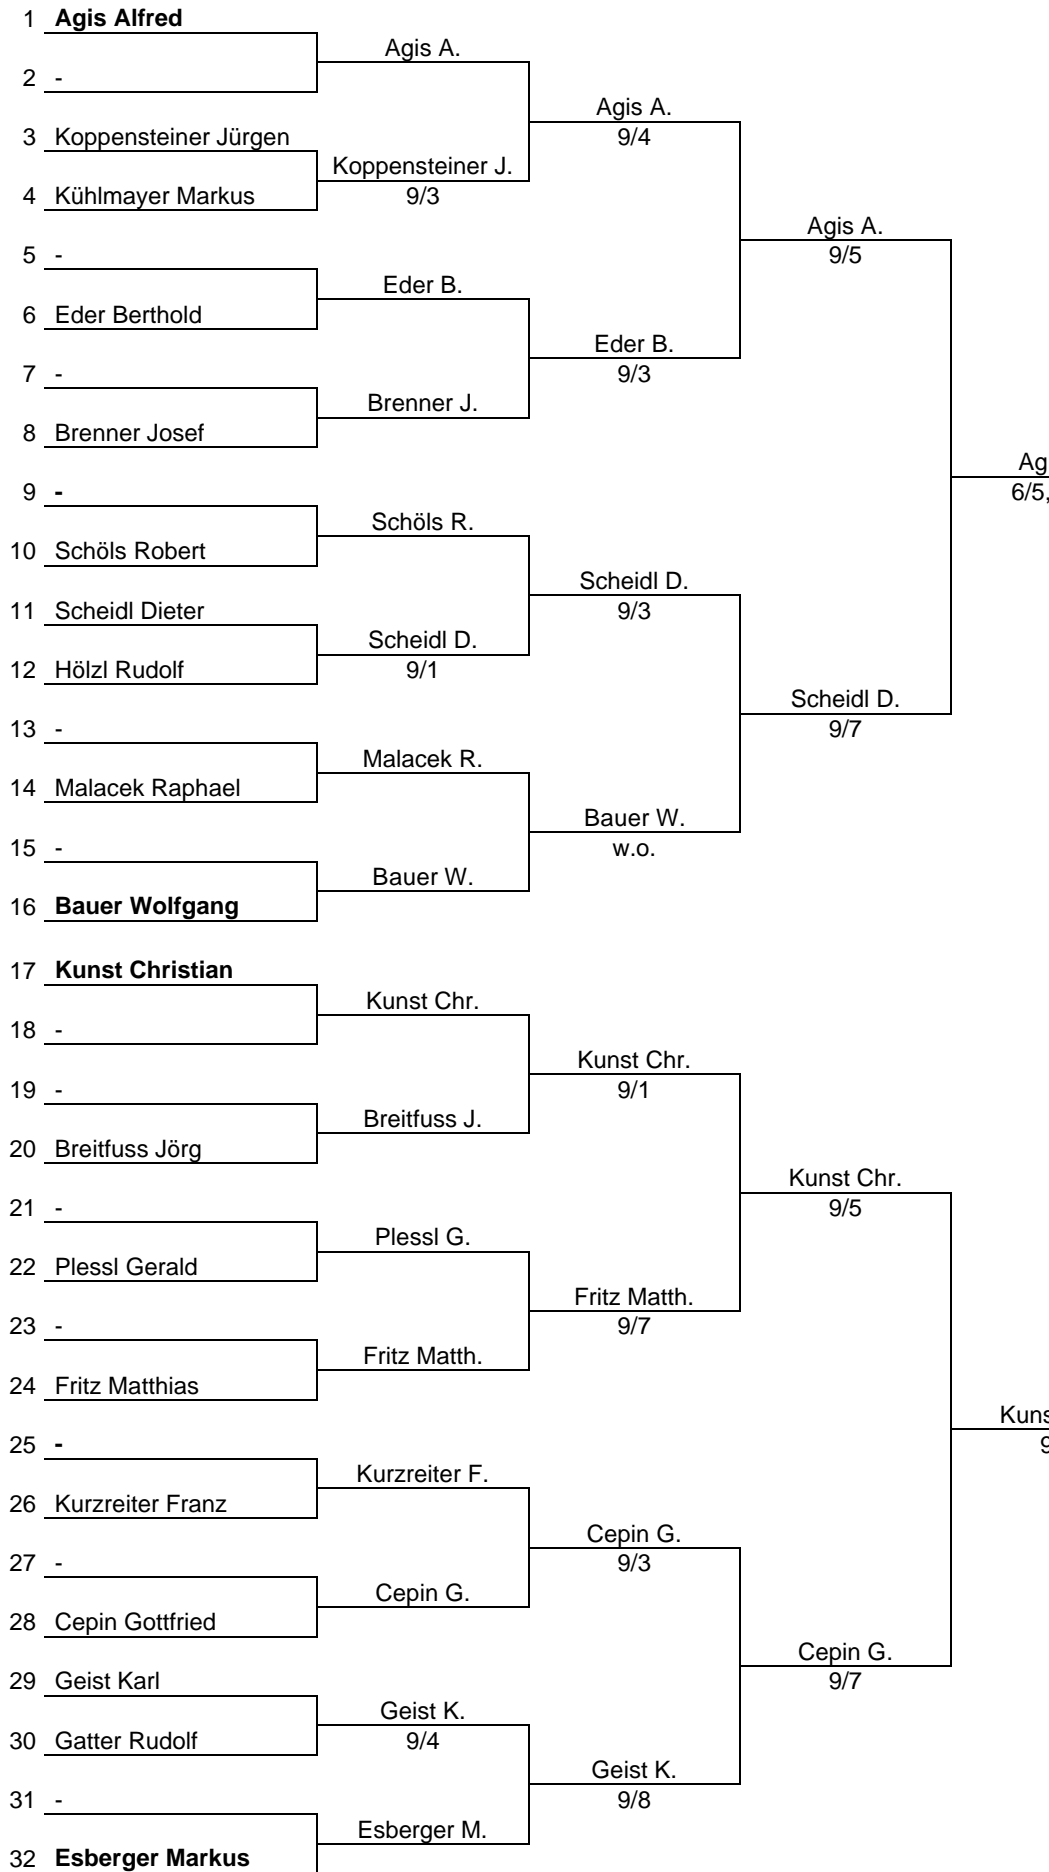 1 Agis Alfred
Agis A.
2 -
Agis A.
9/4
3 Koppensteiner Jürgen
Koppensteiner J.
9/3
4 Kühlmayer Markus
Agis A.
9/5
5 -
Eder B.
6 Eder Berthold
Eder B.
9/3
7 -
Brenner J.
8 Brenner Josef
Ag
6/5,
9 -
Schöls R.
10 Schöls Robert
Scheidl D.
9/3
11 Scheidl Dieter
Scheidl D.
9/1
12 Hölzl Rudolf
Scheidl D.
9/7
13 -
Malacek R.
14 Malacek Raphael
Bauer W.
w.o.
15 -
Bauer W.
16 Bauer Wolfgang
17 Kunst Christian
Kunst Chr.
18 -
Kunst Chr.
9/1
19 -
Breitfuss J.
20 Breitfuss Jörg
Kunst Chr.
9/5
21 -
Plessl G.
22 Plessl Gerald
Fritz Matth.
9/7
23 -
Fritz Matth.
24 Fritz Matthias
Kuns
9
25 -
Kurzreiter F.
26 Kurzreiter Franz
Cepin G.
9/3
27 -
Cepin G.
28 Cepin Gottfried
Cepin G.
9/7
29 Geist Karl
Geist K.
9/4
30 Gatter Rudolf
Geist K.
9/8
31 -
Esberger M.
32 Esberger Markus